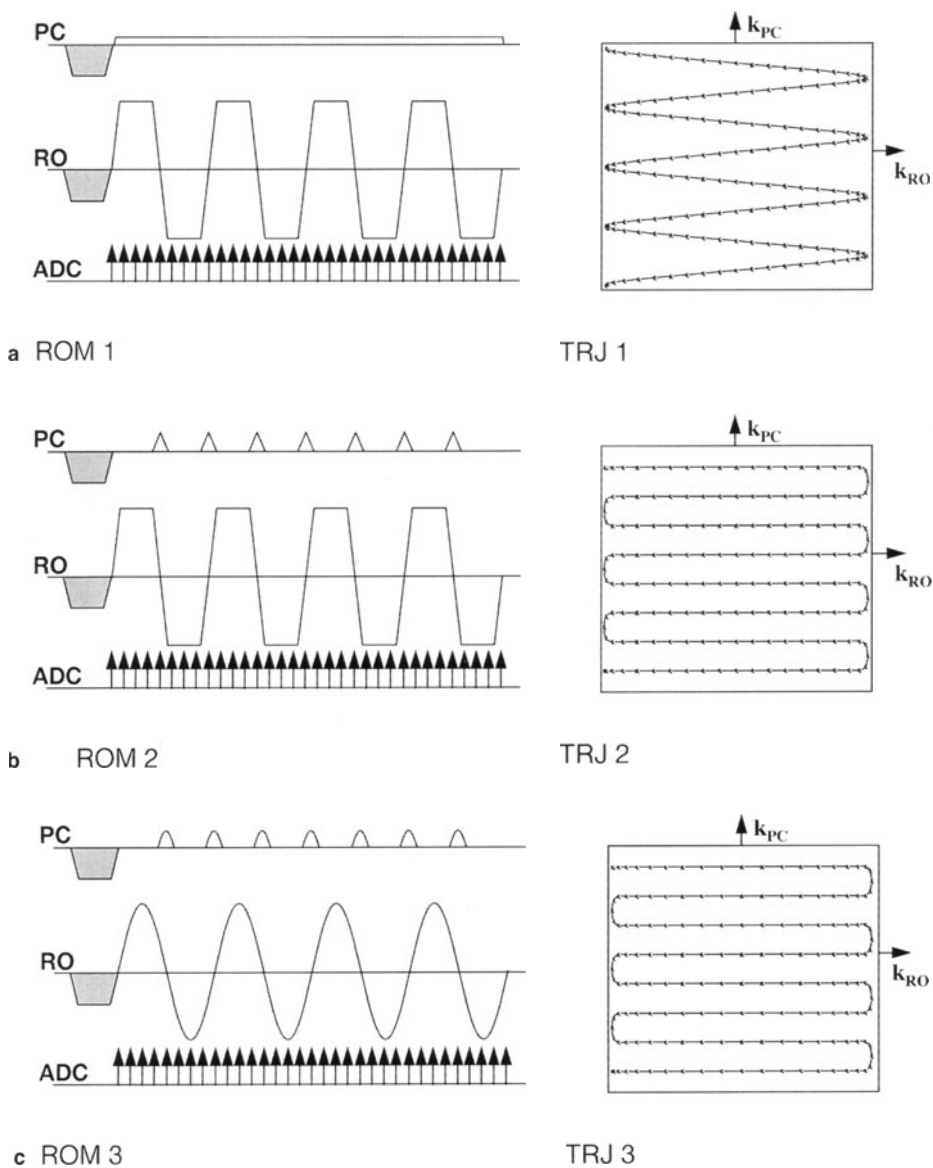 PC
k_PC
RO
k_RO
ADC
a ROM 1
TRJ 1
PC
k_PC
RO
k_RO
ADC
b ROM 2
TRJ 2
PC
k_PC
RO
k_RO
ADC
c ROM 3
TRJ 3